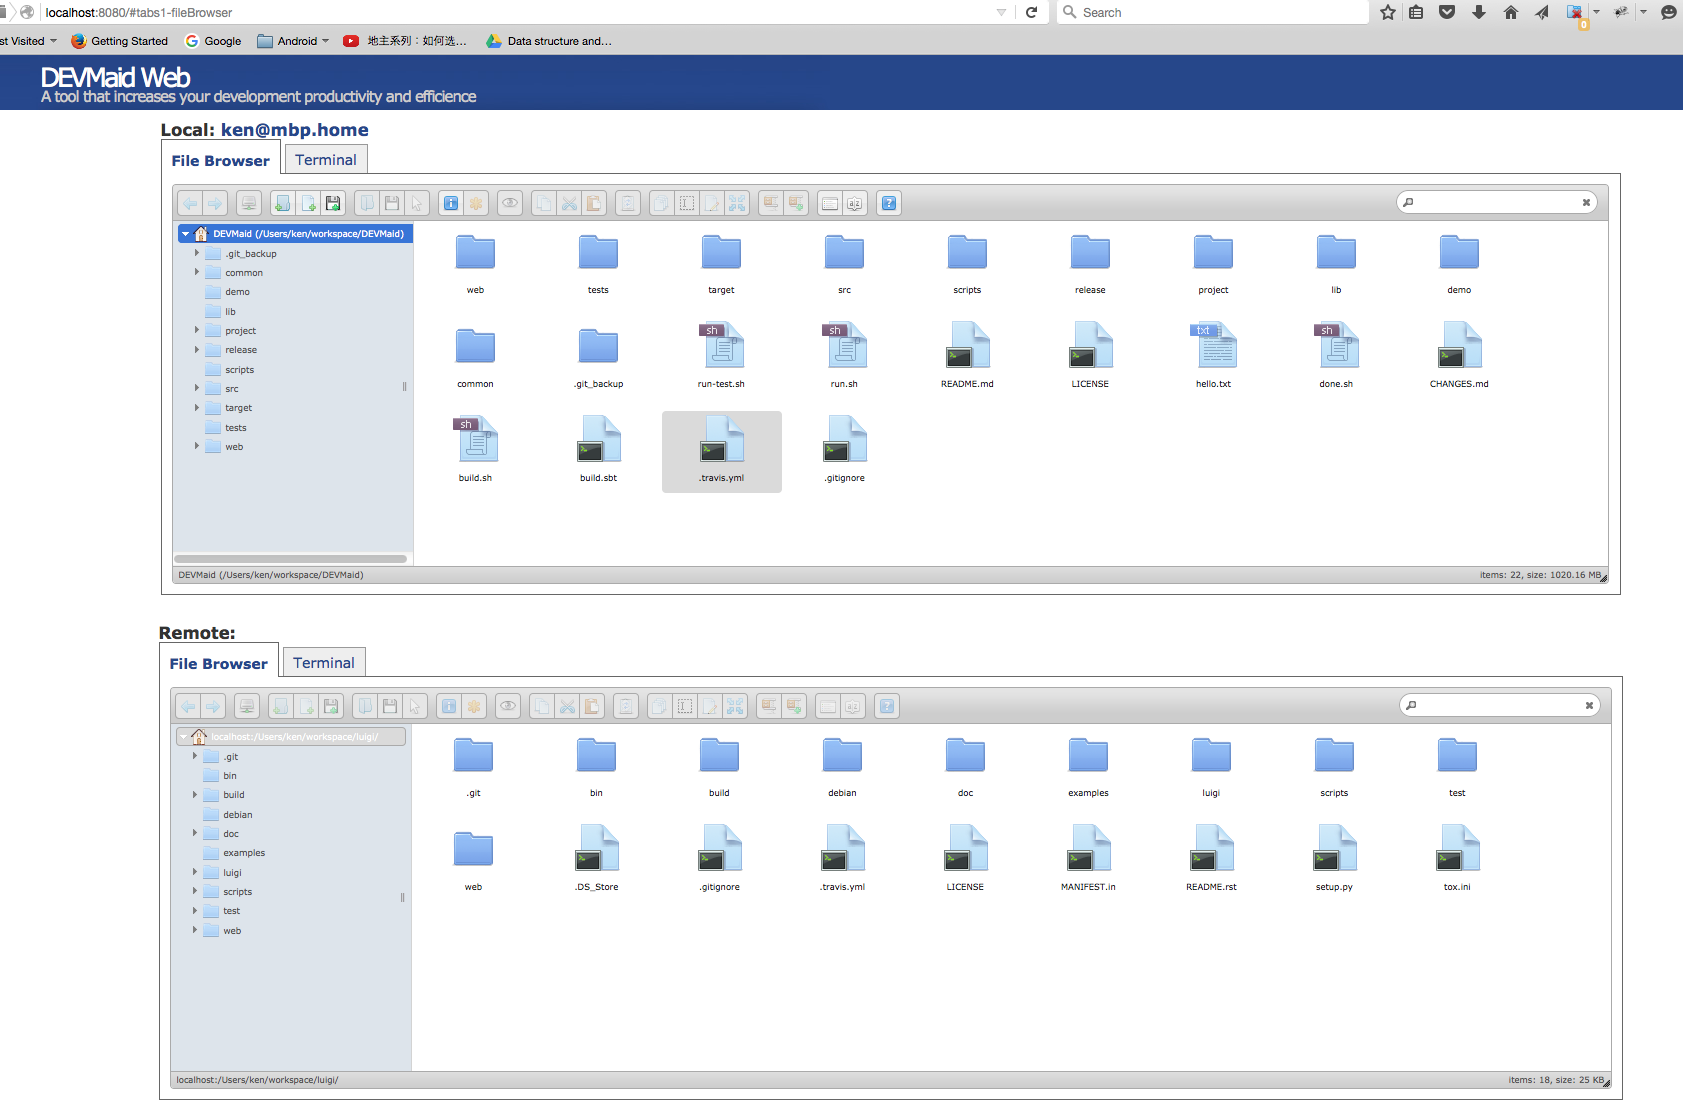 localhost:8080/#tabs1-fileBrowser
Search
0
st Visited
Getting Started
Google
Android
地主系列：如何选...
Data structure and...
DEVMaid Web
A tool that increases your development productivity and efficience
Local: ken@mbp.home
File Browser
Terminal
DEVMaid (/Users/ken/workspace/DEVMaid)
.git_backup
common
demo
lib
project
release
scripts
src
target
tests
web
web
tests
target
src
scripts
release
project
lib
demo
common
.git_backup
sh
run-test.sh
sh
run.sh
README.md
LICENSE
txt
hello.txt
sh
done.sh
CHANGES.md
sh
build.sh
build.sbt
.travis.yml
.gitignore
DEVMaid (/Users/ken/workspace/DEVMaid)
items: 22, size: 1020.16 MB
Remote:
File Browser
Terminal
localhost:/Users/ken/workspace/luigi/
.git
bin
build
debian
doc
examples
luigi
scripts
test
web
.git
bin
build
debian
doc
examples
luigi
scripts
test
web
.DS_Store
.gitignore
.travis.yml
LICENSE
MANIFEST.in
README.rst
setup.py
tox.ini
localhost:/Users/ken/workspace/luigi/
items: 18, size: 25 KB